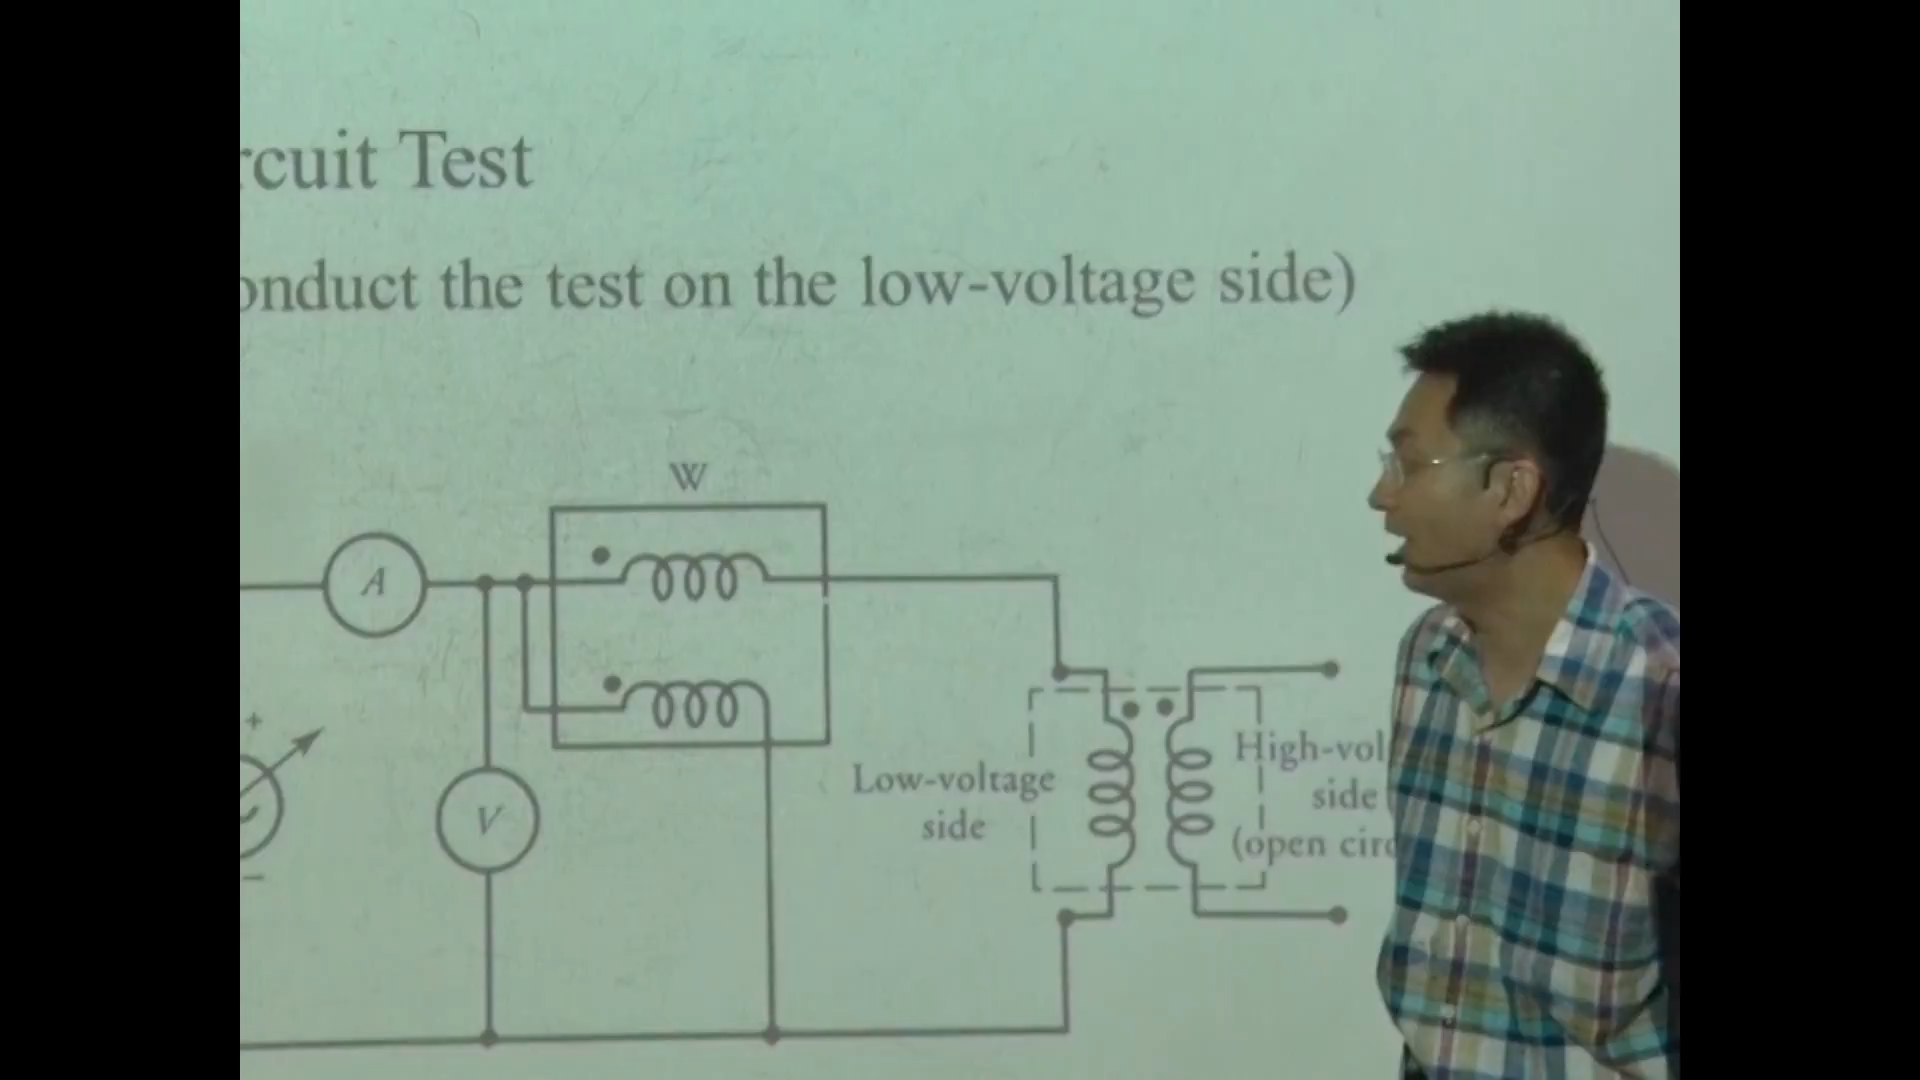 rcuit Test
onduct the test on the low-voltage side)
W
A
+
V
−
Low-voltage
side
High-vol
side
(open circ